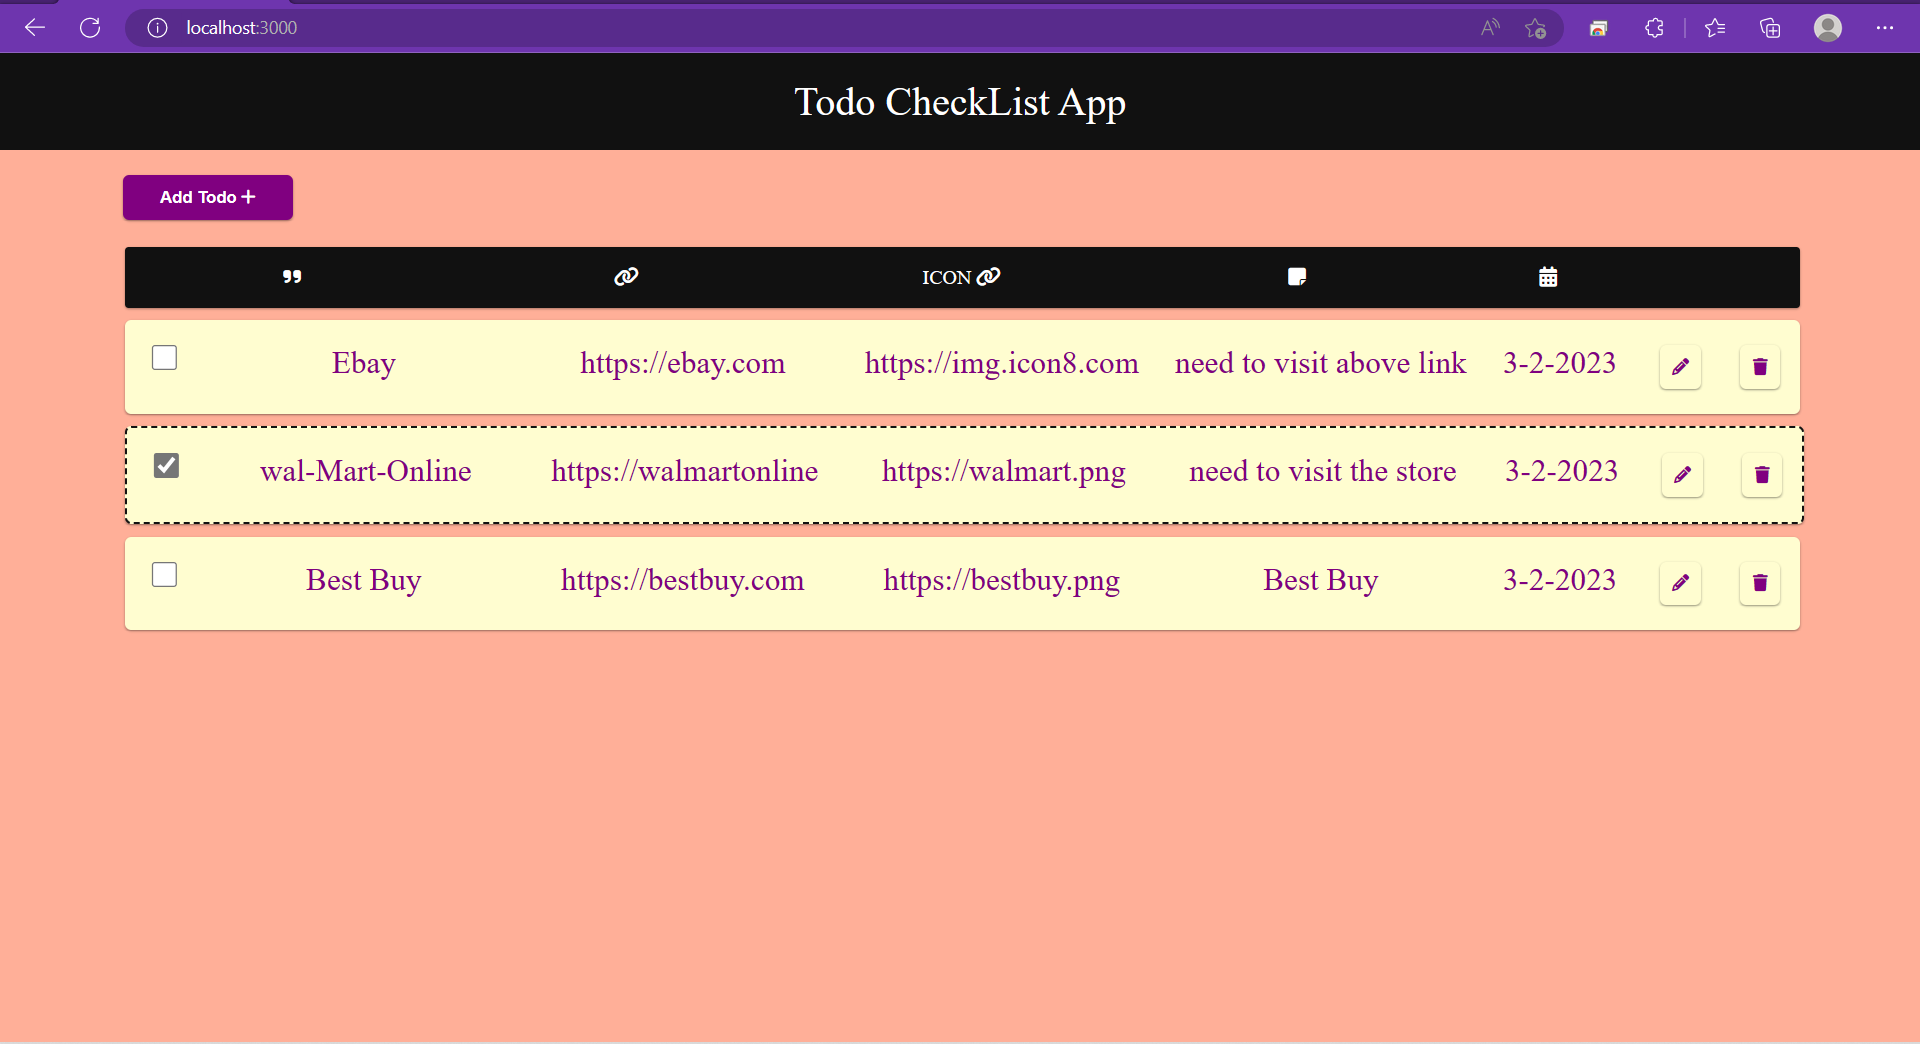 localhost:3000
Todo CheckList App
Add Todo +
ICON
Ebay https://ebay.com https://img.icon8.com need to visit above link 3-2-2023
wal-Mart-Online https://walmartonline https://walmart.png need to visit the store 3-2-2023
Best Buy https://bestbuy.com https://bestbuy.png Best Buy 3-2-2023